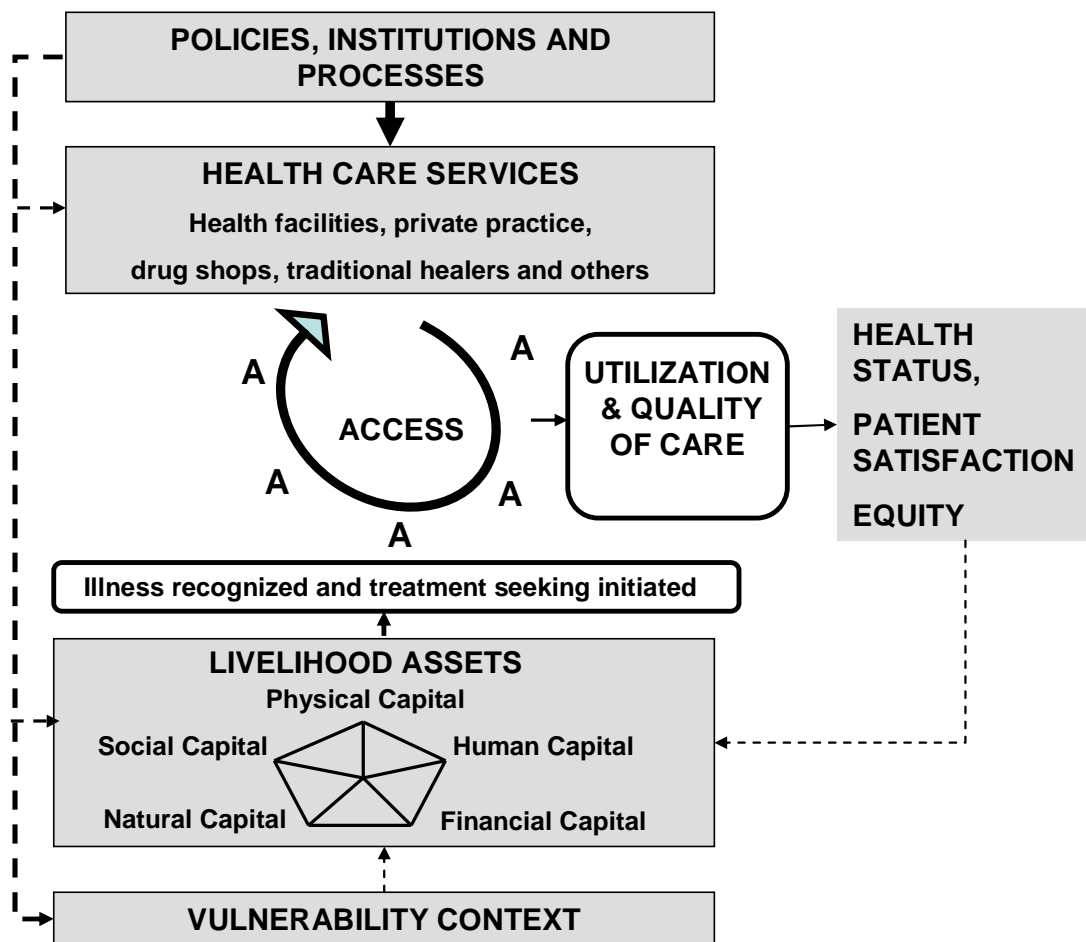 POLICIES, INSTITUTIONS AND
PROCESSES
HEALTH CARE SERVICES
Health facilities, private practice,
drug shops, traditional healers and others
A
A
ACCESS
A
A
A
UTILIZATION
& QUALITY
OF CARE
HEALTH
STATUS,
PATIENT
SATISFACTION
EQUITY
Illness recognized and treatment seeking initiated
LIVELIHOOD ASSETS
Physical Capital
Social Capital
Human Capital
Natural Capital
Financial Capital
VULNERABILITY CONTEXT